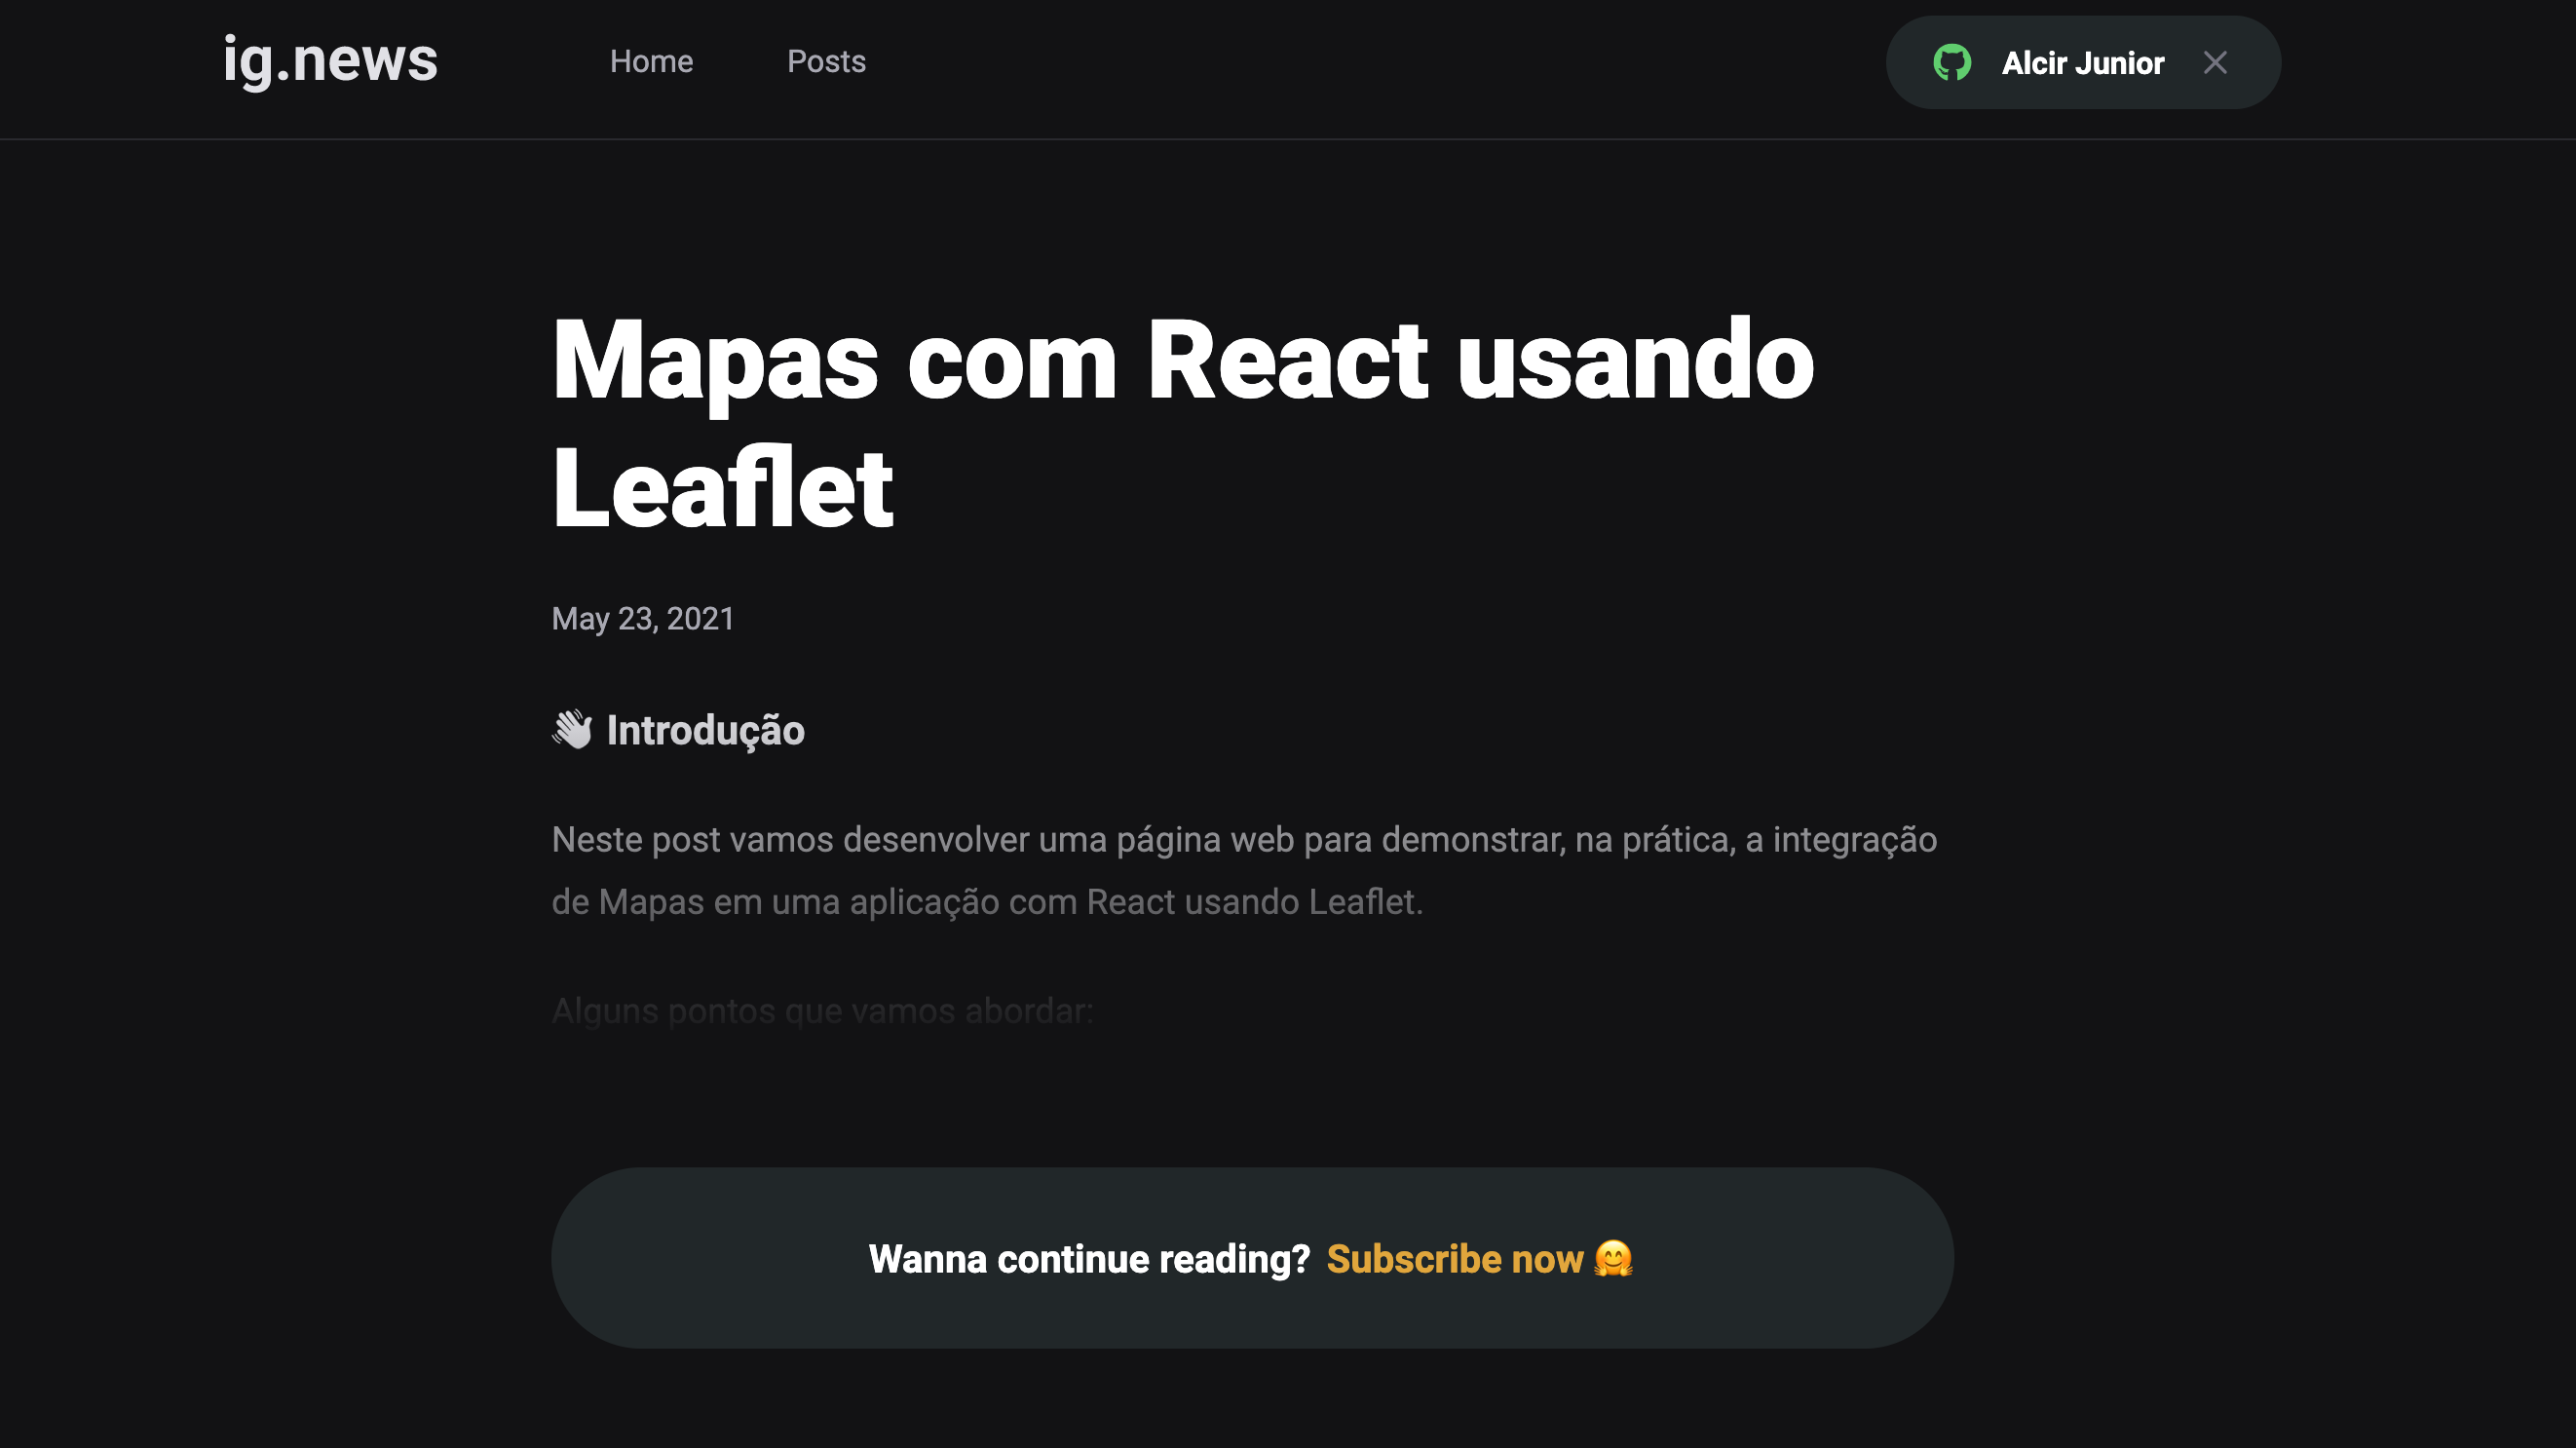 ig.news
Home
Posts
Alcir Junior
Mapas com React usando
Leaflet
May 23, 2021
👋 Introdução
Neste post vamos desenvolver uma página web para demonstrar, na prática, a integração
de Mapas em uma aplicação com React usando Leaflet.
Alguns pontos que vamos abordar:
Wanna continue reading? Subscribe now 🤗